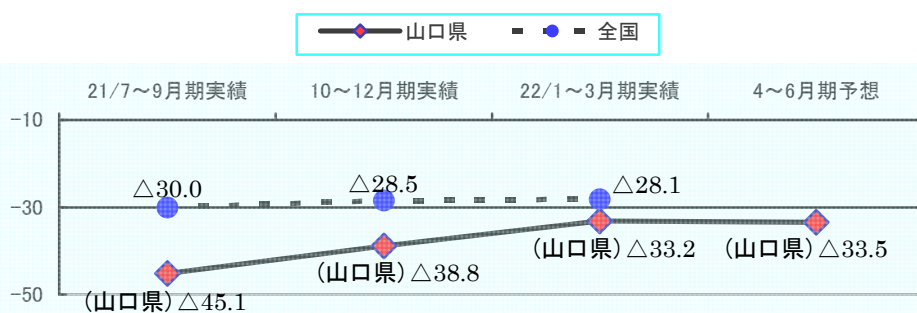 山口県 全国
21/7～9月期実績 10～12月期実績 22/1～3月期実績 4～6月期予想
-10
△30.0 △28.5 △28.1
-30
(山口県)△33.2 (山口県)△33.5
(山口県)△38.8
-50
(山口県)△45.1